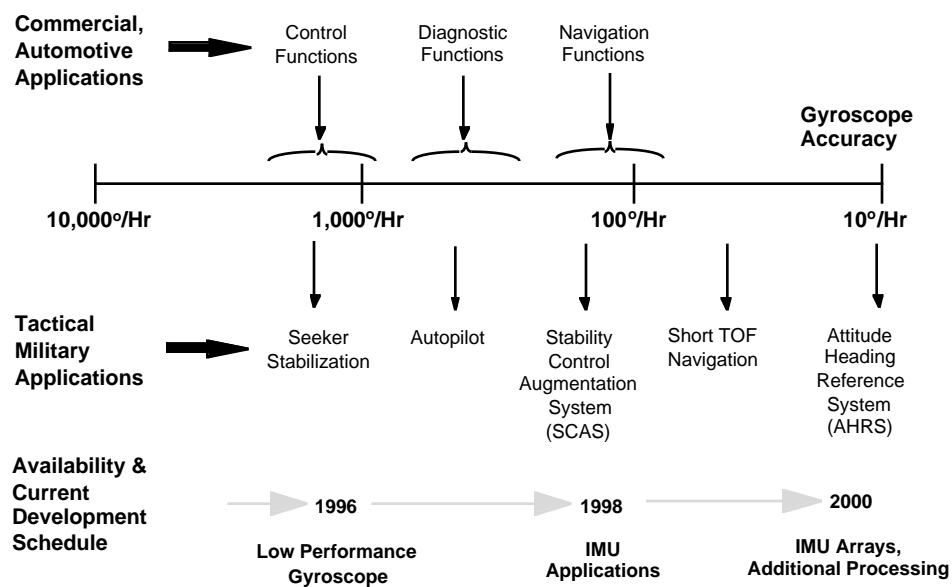 Commercial,
Automotive
Applications
Control
Functions
Diagnostic
Functions
Navigation
Functions
Gyroscope
Accuracy
10,000°/Hr
1,000°/Hr
100°/Hr
10°/Hr
Tactical
Military
Applications
Seeker
Stabilization
Autopilot
Stability
Control
Augmentation
System
(SCAS)
Short TOF
Navigation
Attitude
Heading
Reference
System
(AHRS)
Availability &
Current
Development
Schedule
1996
Low Performance
Gyroscope
1998
IMU
Applications
2000
IMU Arrays,
Additional Processing